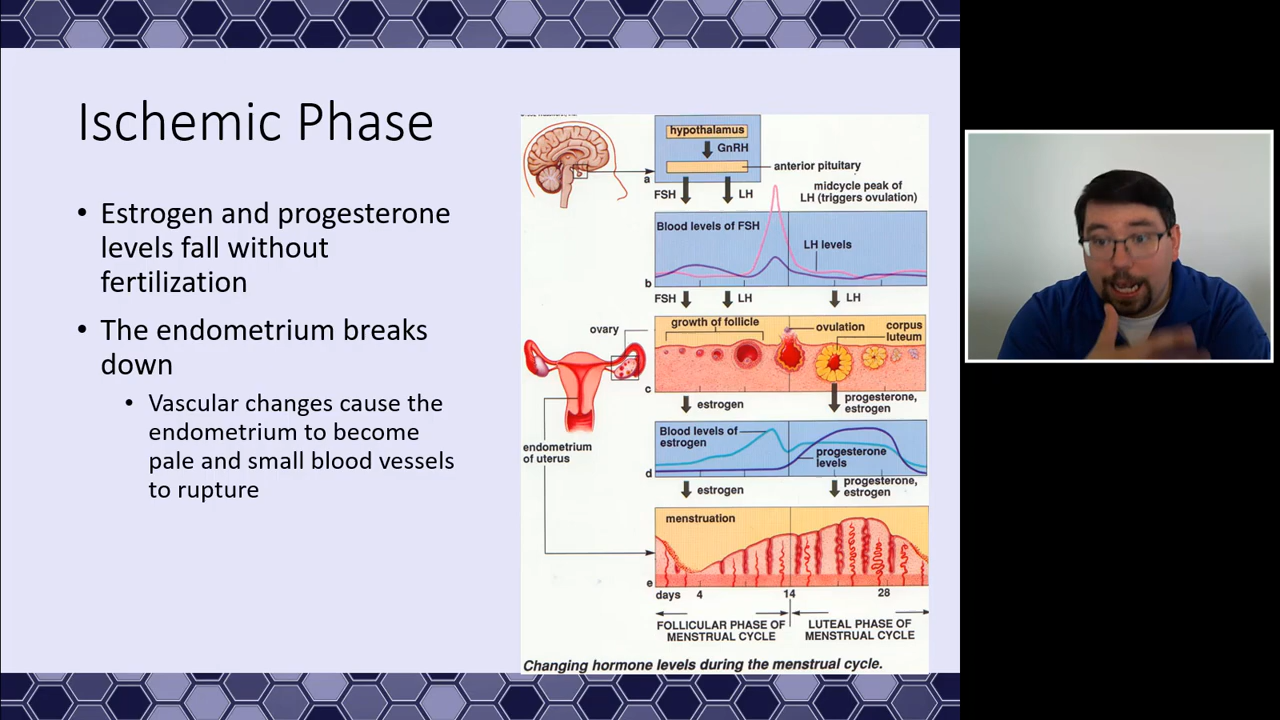 Ischemic Phase
• Estrogen and progesterone
levels fall without
fertilization
• The endometrium breaks
down
• Vascular changes cause the
endometrium to become
pale and small blood vessels
to rupture
hypothalamus
GnRH
anterior pituitary
a
FSH
LH
midcycle peak of
LH (triggers ovulation)
Blood levels of FSH
LH levels
b
FSH
LH
LH
ovary
growth of follicle
ovulation
corpus
luteum
c
estrogen
progesterone,
estrogen
Blood levels of
estrogen
progesterone
levels
endometrium
of uterus
d
estrogen
progesterone,
estrogen
menstruation
e
days 4 14 28
FOLLICULAR PHASE OF
MENSTRUAL CYCLE
LUTEAL PHASE OF
MENSTRUAL CYCLE
Changing hormone levels during the menstrual cycle.